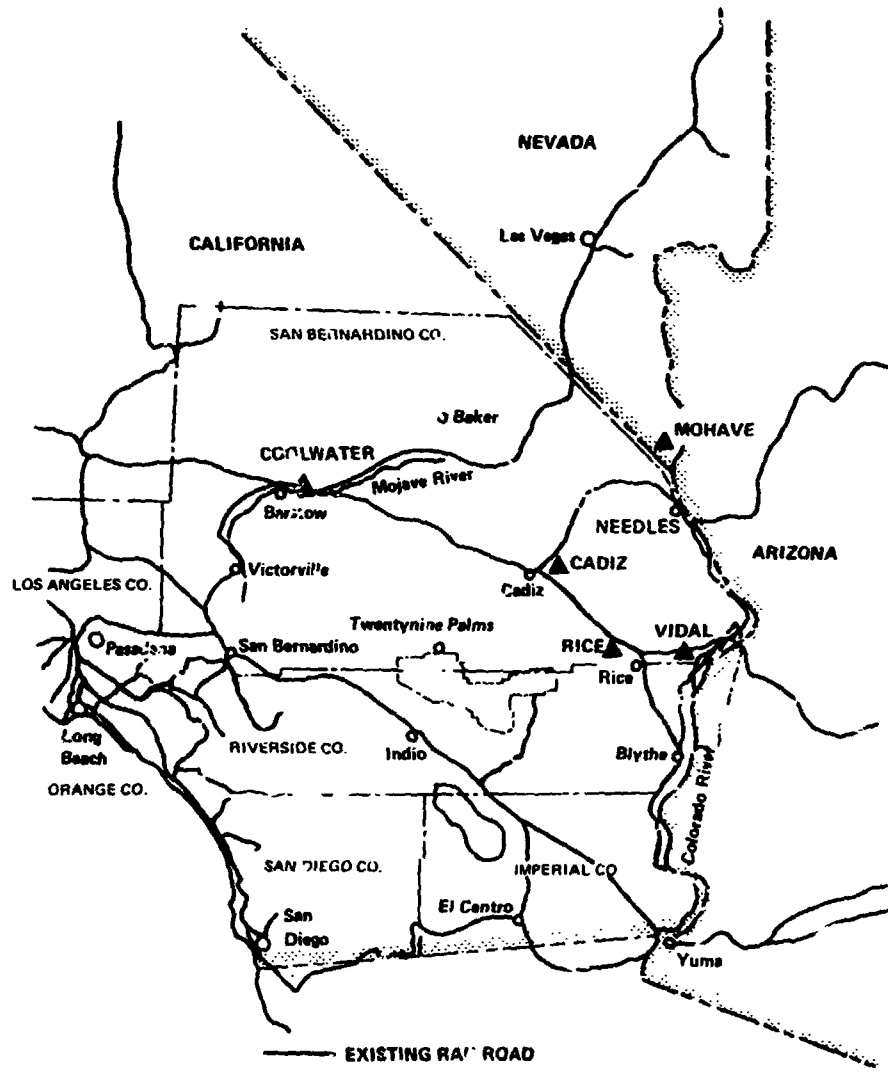 NEVADA
Las Vegas
CALIFORNIA
SAN BERNARDINO CO.
Baker
MOHAVE
COOLWATER
Mojave River
Barstow
NEEDLES
ARIZONA
CADIZ
Cadiz
Victorville
LOS ANGELES CO.
Twentynine Palms
VIDAL
RICE
Rice
Pasadena
San Bernardino
Long
Beach
RIVERSIDE CO.
Indio
Blythe
Colorado River
ORANGE CO.
SAN DIEGO CO.
IMPERIAL CO
El Centro
San
Diego
Yuma
EXISTING RAILROAD